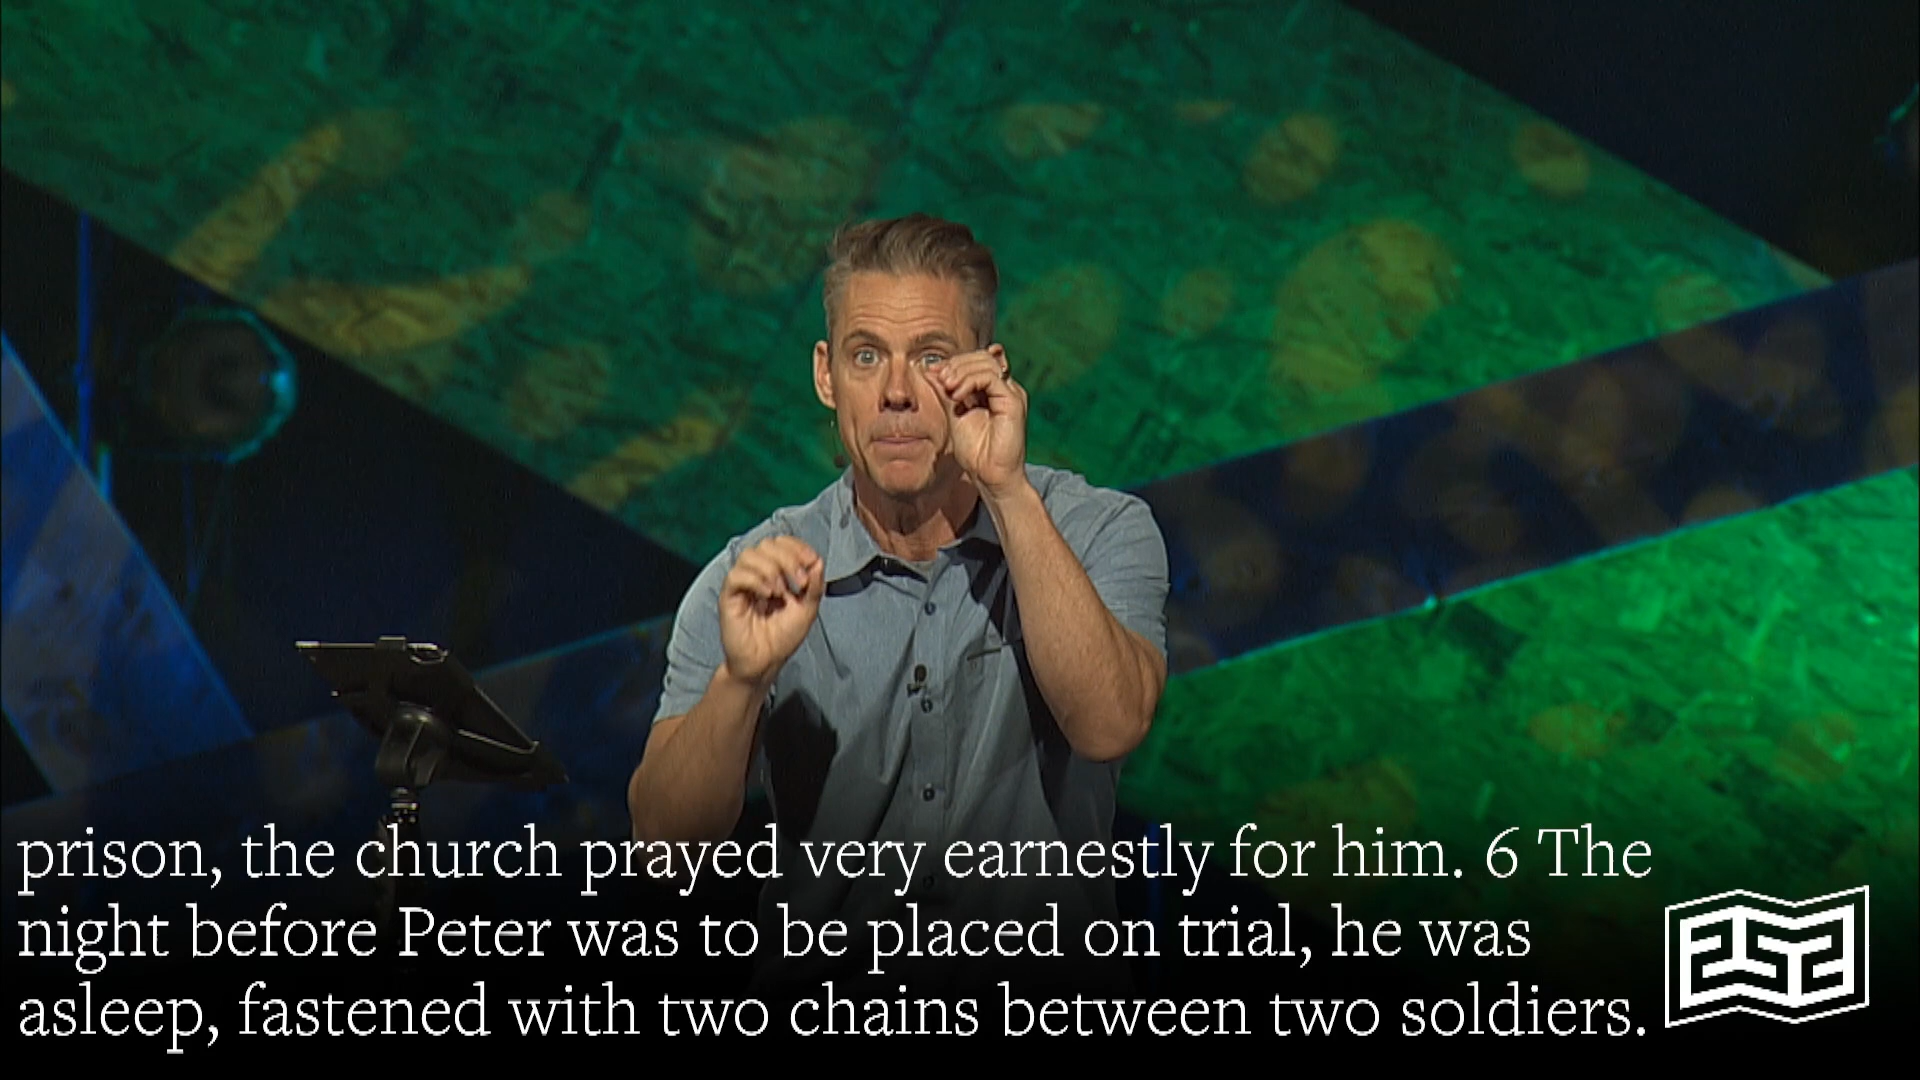 prison, the church prayed very earnestly for him. 6 The
night before Peter was to be placed on trial, he was
asleep, fastened with two chains between two soldiers.